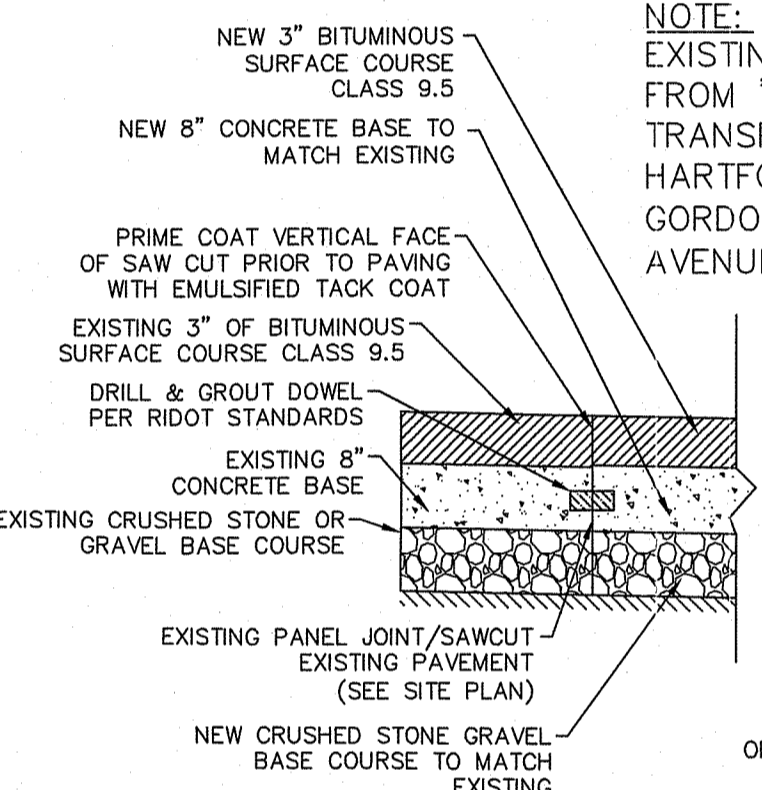 NEW 3" BITUMINOUS
SURFACE COURSE
CLASS 9.5
NEW 8" CONCRETE BASE TO
MATCH EXISTING
PRIME COAT VERTICAL FACE
OF SAW CUT PRIOR TO PAVING
WITH EMULSIFIED TACK COAT
EXISTING 3" OF BITUMINOUS
SURFACE COURSE CLASS 9.5
DRILL & GROUT DOWEL
PER RIDOT STANDARDS
EXISTING 8"
CONCRETE BASE
EXISTING CRUSHED STONE OR
GRAVEL BASE COURSE
EXISTING PANEL JOINT/SAWCUT
EXISTING PAVEMENT
(SEE SITE PLAN)
NEW CRUSHED STONE GRAVEL
BASE COURSE TO MATCH
EXISTING
NOTE:
EXISTIN
FROM "
TRANS
HARTFO
GORDO
AVENU